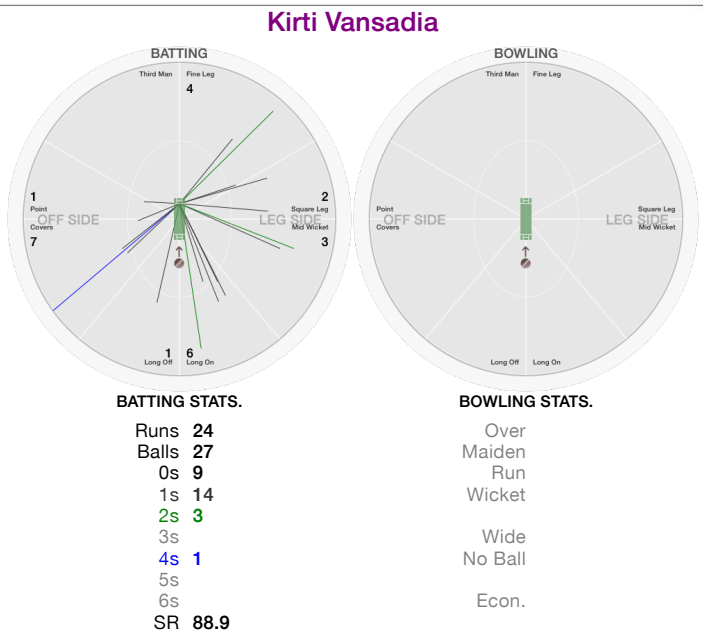 Kirti Vansadia
BATTING
Third Man Fine Leg
4
1
Point
OFF SIDE
Covers
7
2
Square Leg
LEG SIDE
Mid Wicket
3
1 6
Long Off Long On
BOWLING
Third Man Fine Leg
Point
OFF SIDE
Covers
Square Leg
LEG SIDE
Mid Wicket
Long Off Long On
BATTING STATS.
Runs 24
Balls 27
0s 9
1s 14
2s 3
3s
4s 1
5s
6s
SR 88.9
BOWLING STATS.
Over
Maiden
Run
Wicket
Wide
No Ball
Econ.